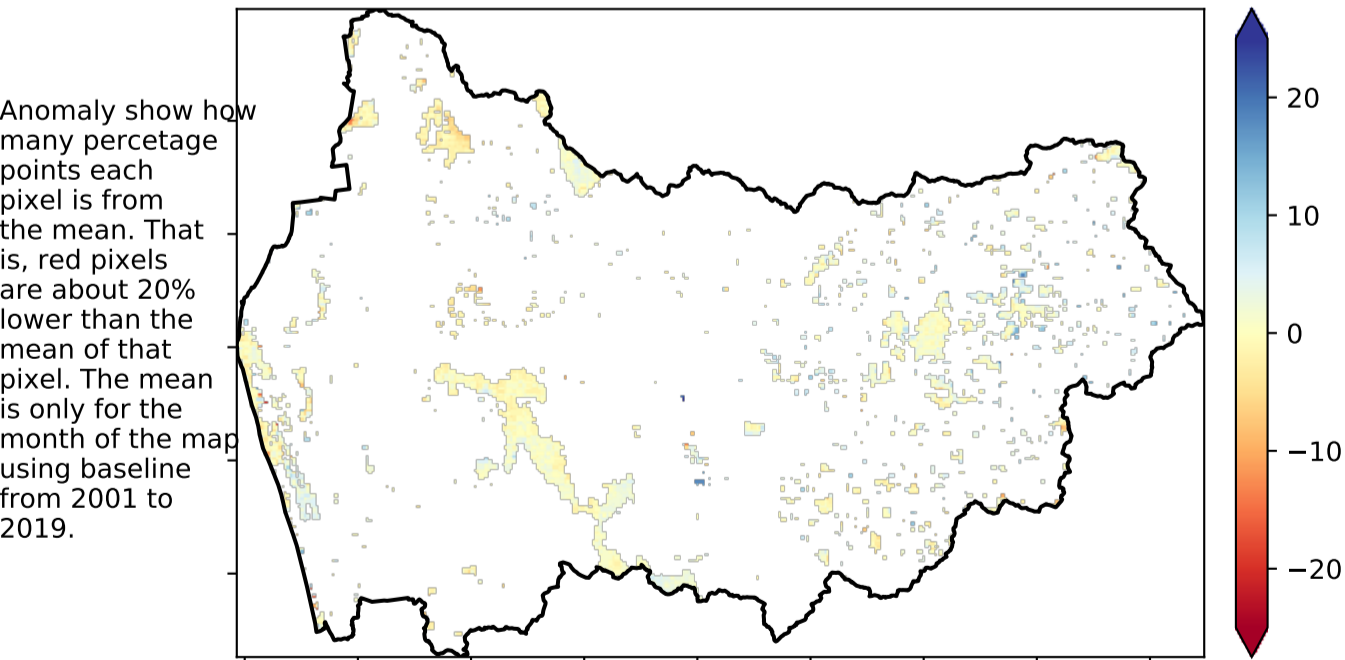 Anomaly show how
many percetage
points each
pixel is from
the mean. That
is, red pixels
are about 20%
lower than the
mean of that
pixel. The mean
is only for the
month of the map
using baseline
from 2001 to
2019.
20
10
0
−10
−20